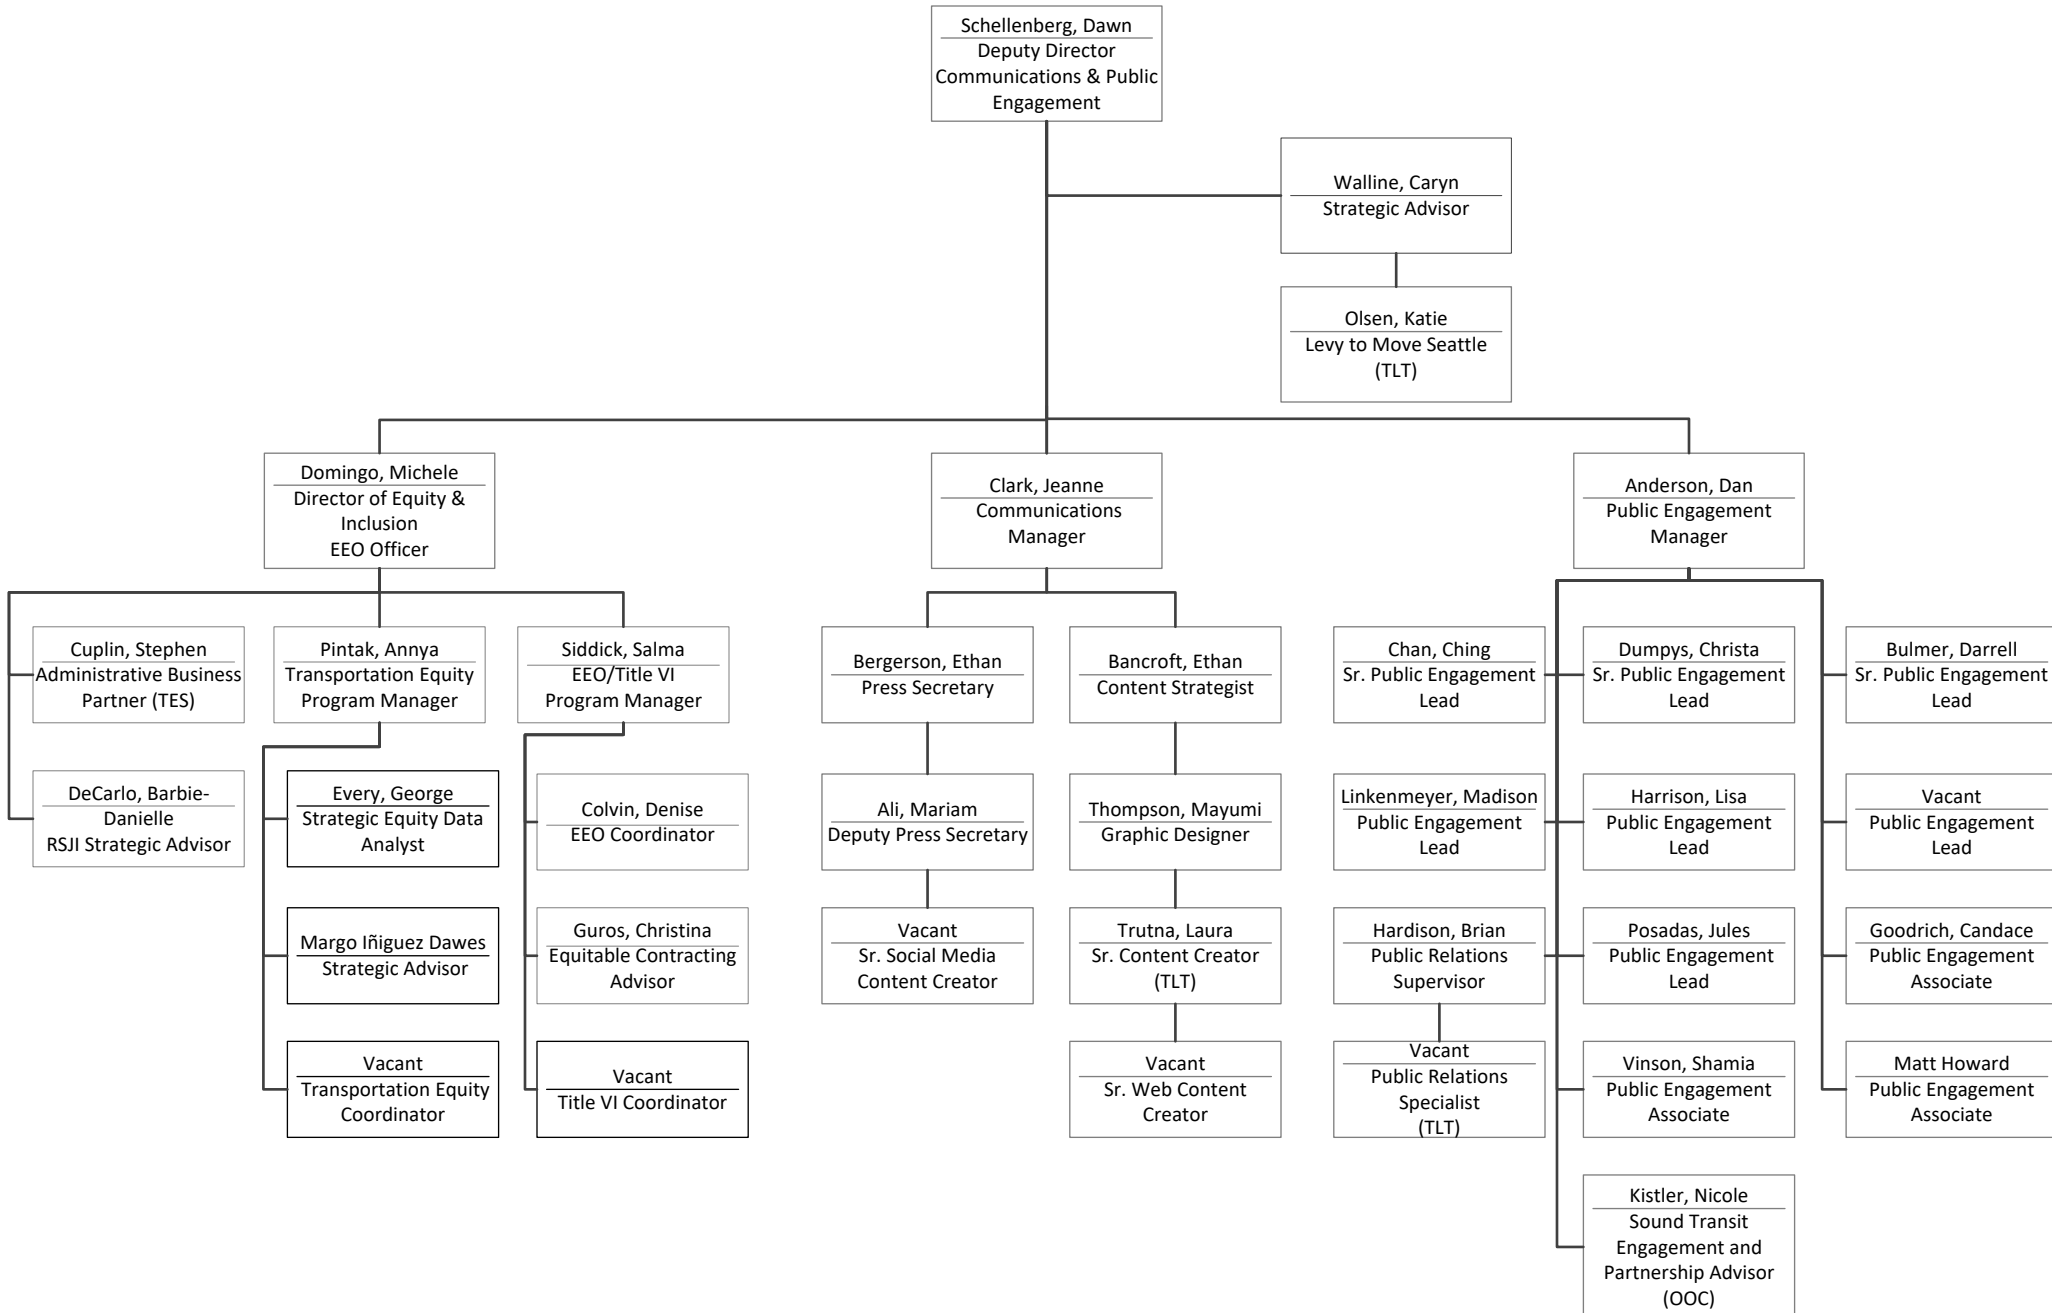 Schellenberg, Dawn
Deputy Director
Communications & Public
Engagement
Walline, Caryn
Strategic Advisor
Olsen, Katie
Levy to Move Seattle
(TLT)
Domingo, Michele
Director of Equity &
Inclusion
EEO Officer
Clark, Jeanne
Communications
Manager
Anderson, Dan
Public Engagement
Manager
Cuplin, Stephen
Administrative Business
Partner (TES)
Pintak, Annya
Transportation Equity
Program Manager
Siddick, Salma
EEO/Title VI
Program Manager
Bergerson, Ethan
Press Secretary
Bancroft, Ethan
Content Strategist
Chan, Ching
Sr. Public Engagement
Lead
Dumpys, Christa
Sr. Public Engagement
Lead
Bulmer, Darrell
Sr. Public Engagement
Lead
DeCarlo, Barbie-
Danielle
RSJI Strategic Advisor
Every, George
Strategic Equity Data
Analyst
Colvin, Denise
EEO Coordinator
Ali, Mariam
Deputy Press Secretary
Thompson, Mayumi
Graphic Designer
Linkenmeyer, Madison
Public Engagement
Lead
Harrison, Lisa
Public Engagement
Lead
Vacant
Public Engagement
Lead
Margo Iñiguez Dawes
Strategic Advisor
Guros, Christina
Equitable Contracting
Advisor
Vacant
Sr. Social Media
Content Creator
Trutna, Laura
Sr. Content Creator
(TLT)
Hardison, Brian
Public Relations
Supervisor
Posadas, Jules
Public Engagement
Lead
Goodrich, Candace
Public Engagement
Associate
Vacant
Transportation Equity
Coordinator
Vacant
Title VI Coordinator
Vacant
Sr. Web Content
Creator
Vacant
Public Relations
Specialist
(TLT)
Vinson, Shamia
Public Engagement
Associate
Matt Howard
Public Engagement
Associate
Kistler, Nicole
Sound Transit
Engagement and
Partnership Advisor
(OOC)